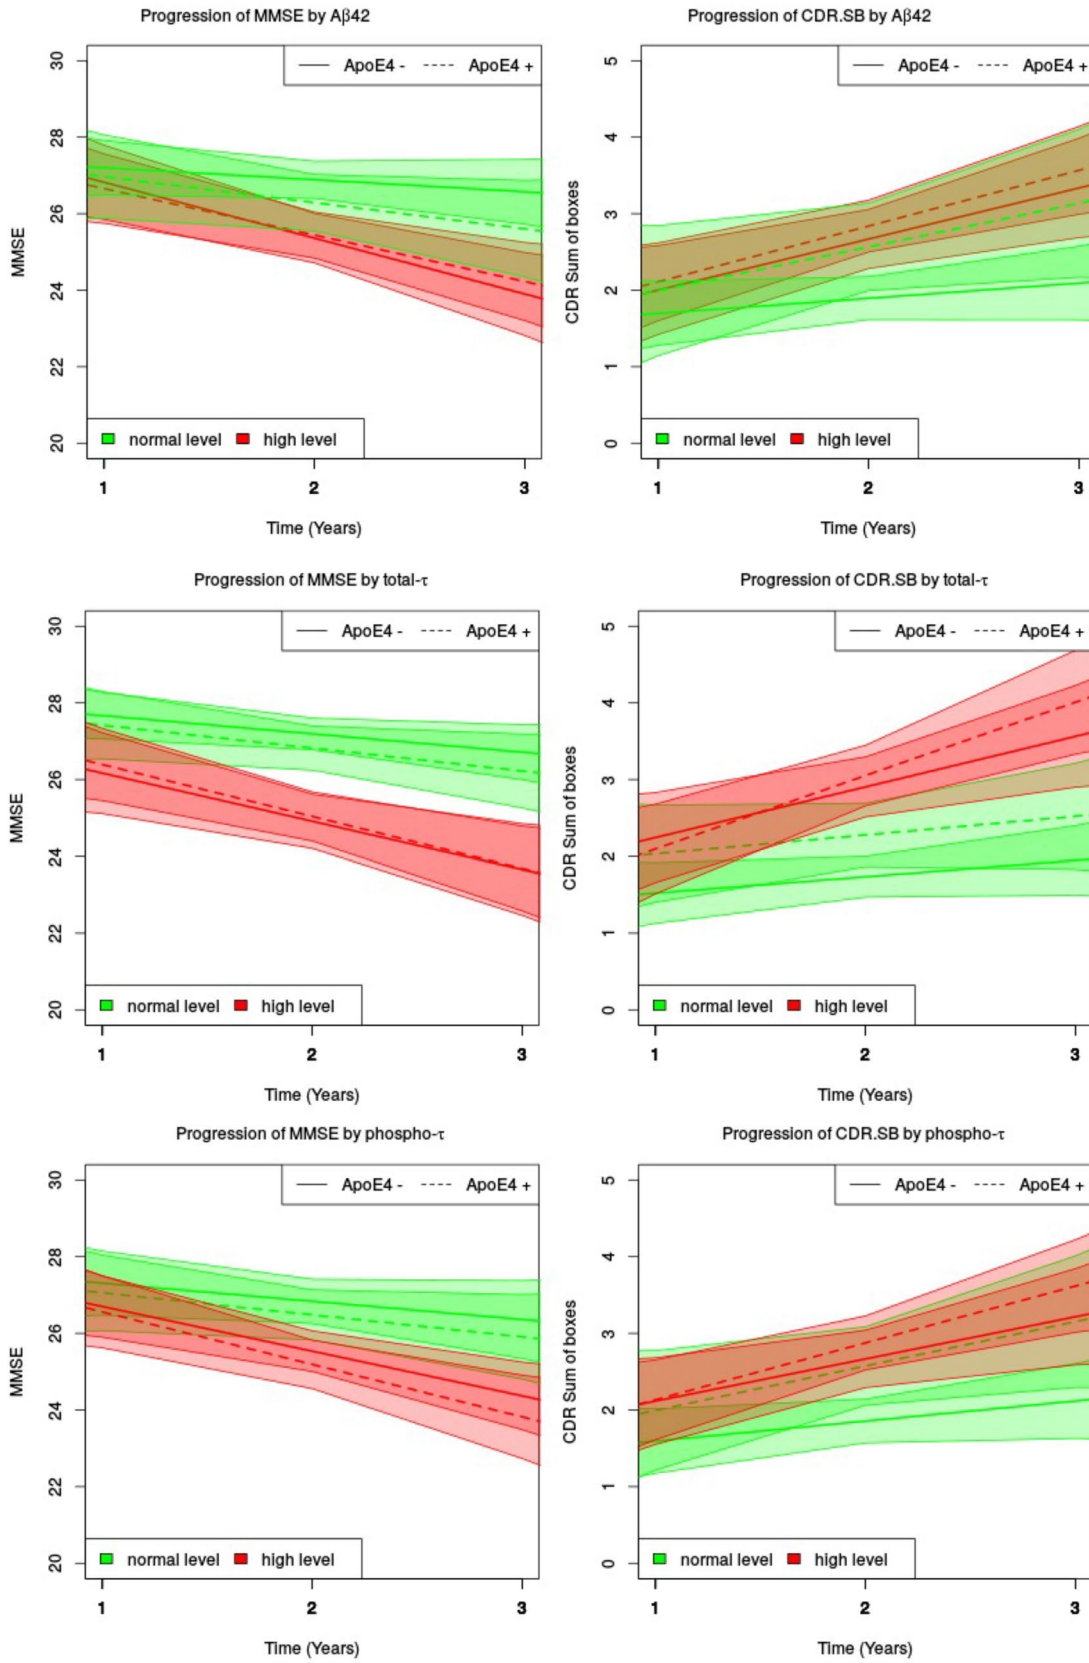 Progression of MMSE by Aβ42
30
28
26
24
22
20
MMSE
ApoE4 - ApoE4 +
normal level high level
1 2 3
Time (Years)
Progression of CDR.SB by Aβ42
5
4
3
2
1
0
CDR Sum of boxes
ApoE4 - ApoE4 +
normal level high level
1 2 3
Time (Years)
Progression of MMSE by total-τ
30
28
26
24
22
20
MMSE
ApoE4 - ApoE4 +
normal level high level
1 2 3
Time (Years)
Progression of CDR.SB by total-τ
5
4
3
2
1
0
CDR Sum of boxes
ApoE4 - ApoE4 +
normal level high level
1 2 3
Time (Years)
Progression of MMSE by phospho-τ
30
28
26
24
22
20
MMSE
ApoE4 - ApoE4 +
normal level high level
1 2 3
Time (Years)
Progression of CDR.SB by phospho-τ
5
4
3
2
1
0
CDR Sum of boxes
ApoE4 - ApoE4 +
normal level high level
1 2 3
Time (Years)